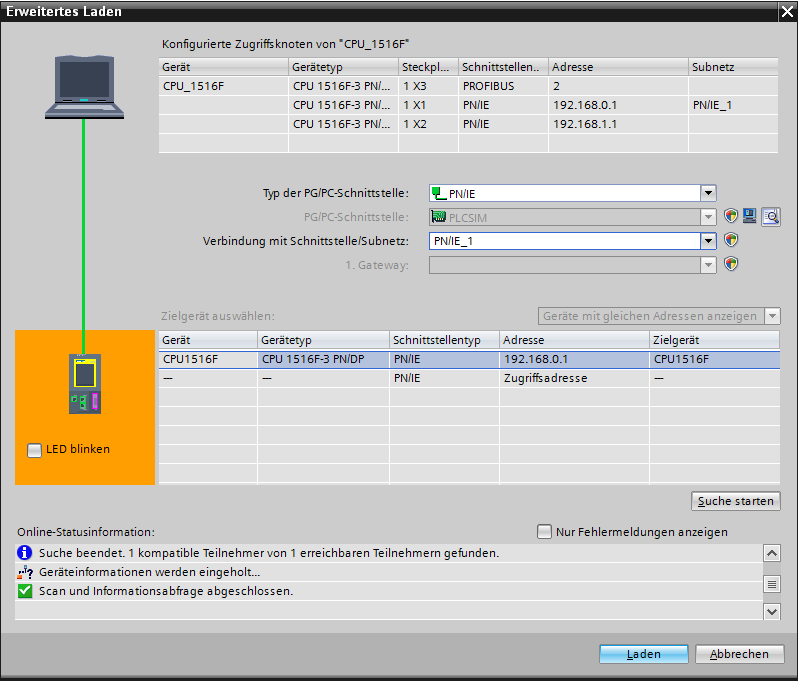 Erweitertes Laden
Konfigurierte Zugriffsknoten von "CPU_1516F"
Gerät Gerätetyp Steckpl... Schnittstellen.. Adresse Subnetz
CPU_1516F CPU 1516F-3 PN/... 1 X3 PROFIBUS 2
CPU 1516F-3 PN/... 1 X1 PN/IE 192.168.0.1 PN/IE_1
CPU 1516F-3 PN/... 1 X2 PN/IE 192.168.1.1
Typ der PG/PC-Schnittstelle: PN/IE
PG/PC-Schnittstelle: PLCSIM
Verbindung mit Schnittstelle/Subnetz: PN/IE_1
1. Gateway:
Zielgerät auswählen: Geräte mit gleichen Adressen anzeigen
Gerät Gerätetyp Schnittstellentyp Adresse Zielgerät
CPU1516F CPU 1516F-3 PN/DP PN/IE 192.168.0.1 CPU1516F
--- --- PN/IE Zugriffsadresse ---
LED blinken
Suche starten
Online-Statusinformation: Nur Fehlermeldungen anzeigen
Suche beendet. 1 kompatible Teilnehmer von 1 erreichbaren Teilnehmern gefunden.
Geräteinformationen werden eingeholt...
Scan und Informationsabfrage abgeschlossen.
Laden Abbrechen